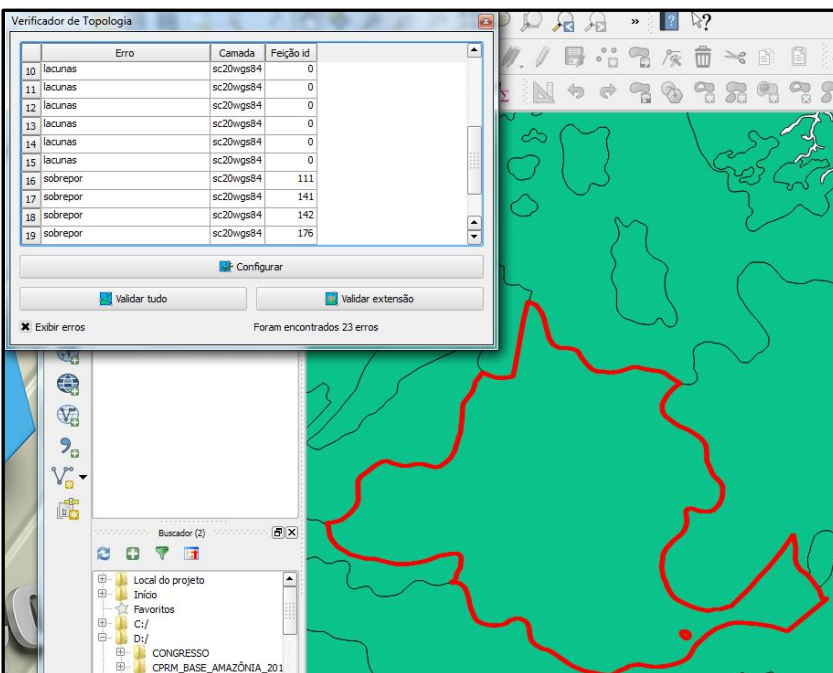 Verificador de Topologia
Erro Camada Feição id
10 lacunas sc20wgs84 0
11 lacunas sc20wgs84 0
12 lacunas sc20wgs84 0
13 lacunas sc20wgs84 0
14 lacunas sc20wgs84 0
15 lacunas sc20wgs84 0
16 sobrepor sc20wgs84 111
17 sobrepor sc20wgs84 141
18 sobrepor sc20wgs84 142
19 sobrepor sc20wgs84 176
Configurar
Validar tudo Validar extensão
Exibir erros Foram encontrados 23 erros
Buscador (2)
Local do projeto
Início
Favoritos
C:/
D:/
CONGRESSO
CPRM_BASE_AMAZÔNIA_201